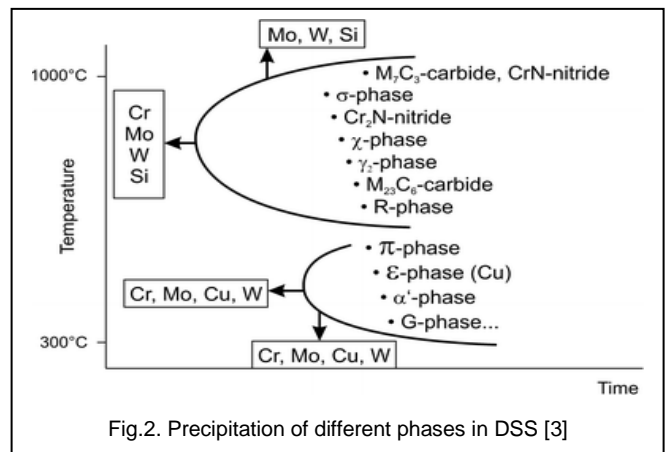 Mo, W, Si
1000°C
• M₇C₃-carbide, CrN-nitride
• σ-phase
Cr
Mo
W
Si
• Cr₂N-nitride
• χ-phase
• γ₂-phase
• M₂₃C₆-carbide
• R-phase
Temperature
• π-phase
• ε-phase (Cu)
Cr, Mo, Cu, W
• α'-phase
• G-phase...
300°C
Cr, Mo, Cu, W
Time
Fig.2. Precipitation of different phases in DSS [3]